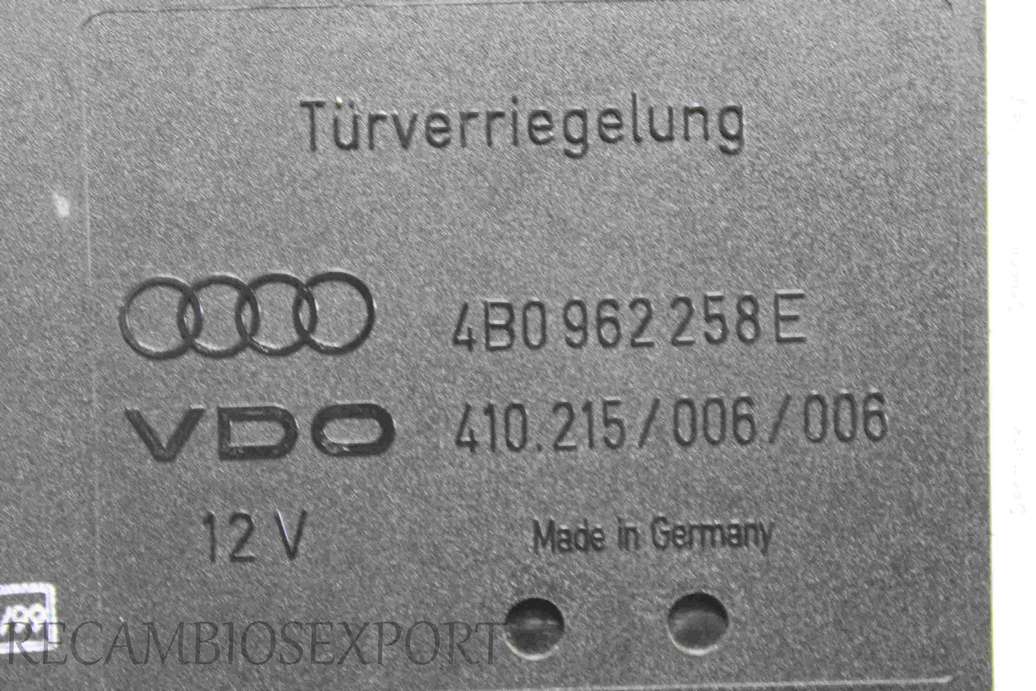 Türverriegelung
4B0 962 258 E
VDO 410.215/006/006
12 V Made in Germany
RECAMBIOSEXPORT